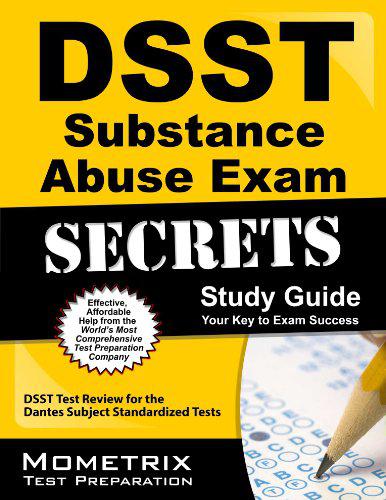 DSST
Substance
Abuse Exam
SECRETS
Study Guide
Your Key to Exam Success
Effective,
Affordable
Help from the
World's Most
Comprehensive
Test Preparation
Company
DSST Test Review for the
Dantes Subject Standardized Tests
MOMETRIX
TEST PREPARATION